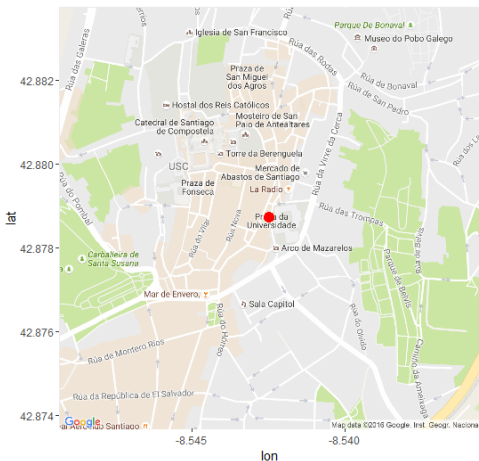 Parque De Bonaval
Iglesia de San Francisco
Museo do Pobo Galego
Rúa das Galeras
Rúa das Rodas
Praza de
San Miguel
dos Agros
Rúa de Bonaval
Rúa de San Pedro
42.882
Hostal dos Reis Católicos
Catedral de Santiago
de Compostela
Mosteiro de San
Paio de Antealtares
Rúa da Virxe da Cerca
Torre da Berenguela
42.880
USC
Mercado de
Abastos de Santiago
Praza de
Fonseca
La Radio
Rúa do Pombal
Rúa do Vilar
Rúa Nova
Rúa das Trompas
Universidade
lat
42.878
Arco de Mazarelos
Carballeira de
Santa Susana
Parque de Belvís
Mar de Envero
Sala Capitol
42.876
Rúa do Hórreo
Rúa do Olvido
Camiño da Ameixaga
Rúa de Montero Ríos
Rúa da República de El Salvador
42.874
Google
Map data ©2016 Google, Inst. Geogr. Naciona
-8.545
-8.540
lon